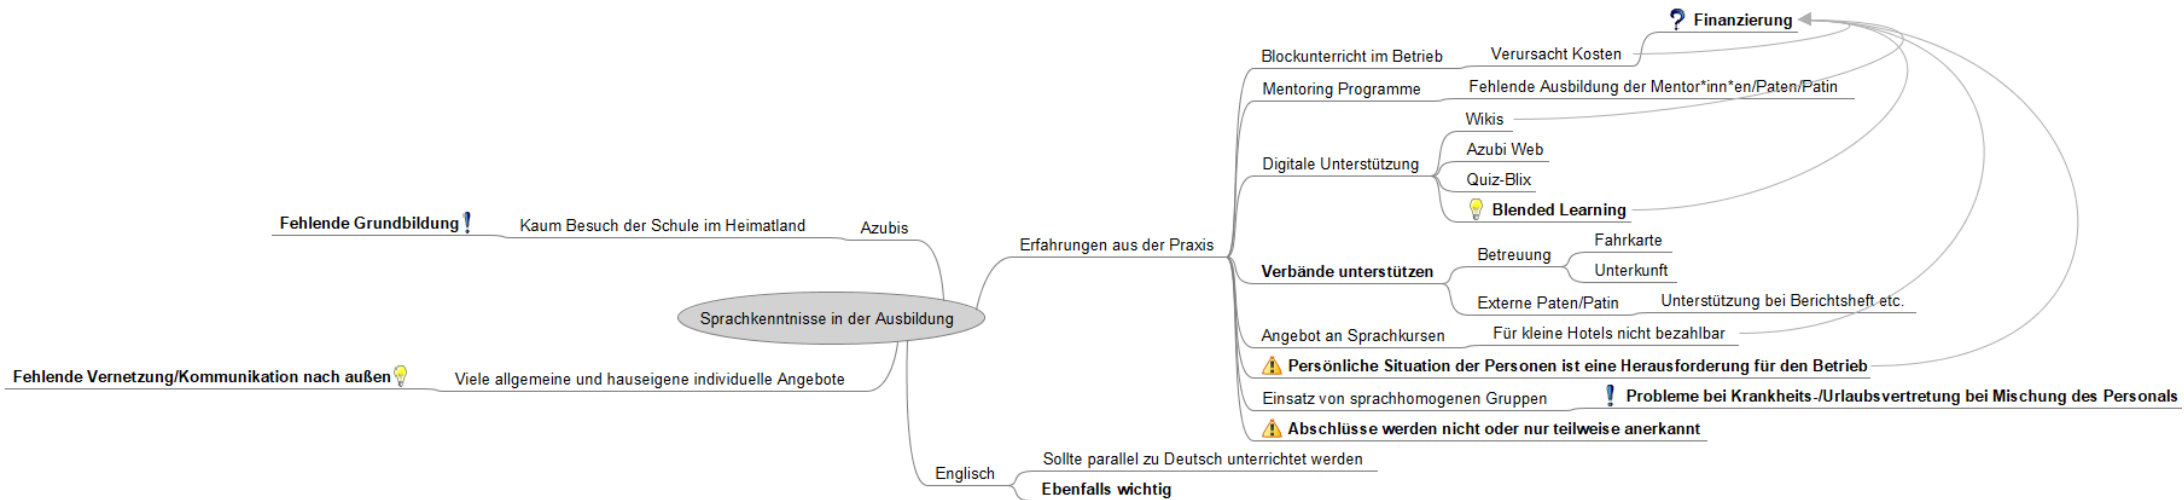 Sprachkenntnisse in der Ausbildung
Azubis
Kaum Besuch der Schule im Heimatland
Fehlende Grundbildung
Viele allgemeine und hauseigene individuelle Angebote
Fehlende Vernetzung/Kommunikation nach außen
Erfahrungen aus der Praxis
Blockunterricht im Betrieb
Verursacht Kosten
Finanzierung
Mentoring Programme
Fehlende Ausbildung der Mentor*inn*en/Paten/Patin
Digitale Unterstützung
Wikis
Azubi Web
Quiz-Blix
Blended Learning
Verbände unterstützen
Betreuung
Fahrkarte
Unterkunft
Externe Paten/Patin
Unterstützung bei Berichtsheft etc.
Angebot an Sprachkursen
Für kleine Hotels nicht bezahlbar
Persönliche Situation der Personen ist eine Herausforderung für den Betrieb
Einsatz von sprachhomogenen Gruppen
Probleme bei Krankheits-/Urlaubsvertretung bei Mischung des Personals
Abschlüsse werden nicht oder nur teilweise anerkannt
Englisch
Sollte parallel zu Deutsch unterrichtet werden
Ebenfalls wichtig